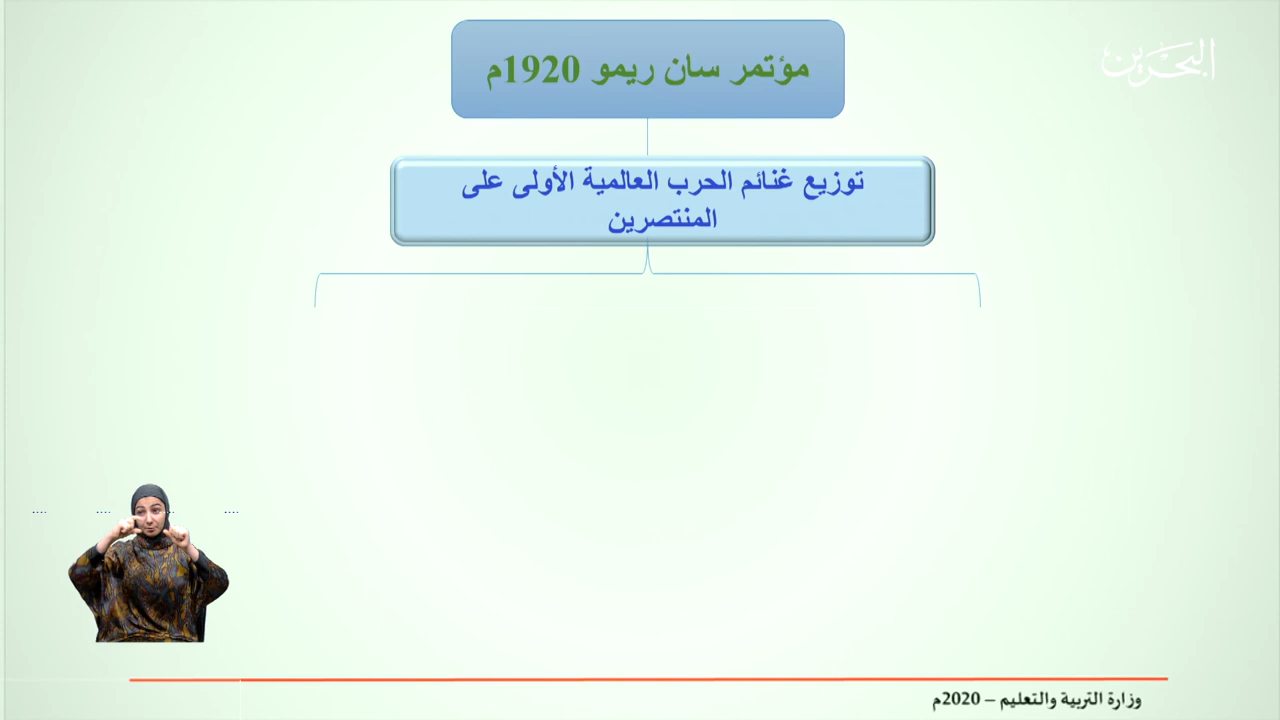 البحرين
مؤتمر سان ريمو 1920م
توزيع غنائم الحرب العالمية الأولى على
المنتصرين
وزارة التربية والتعليم – 2020م